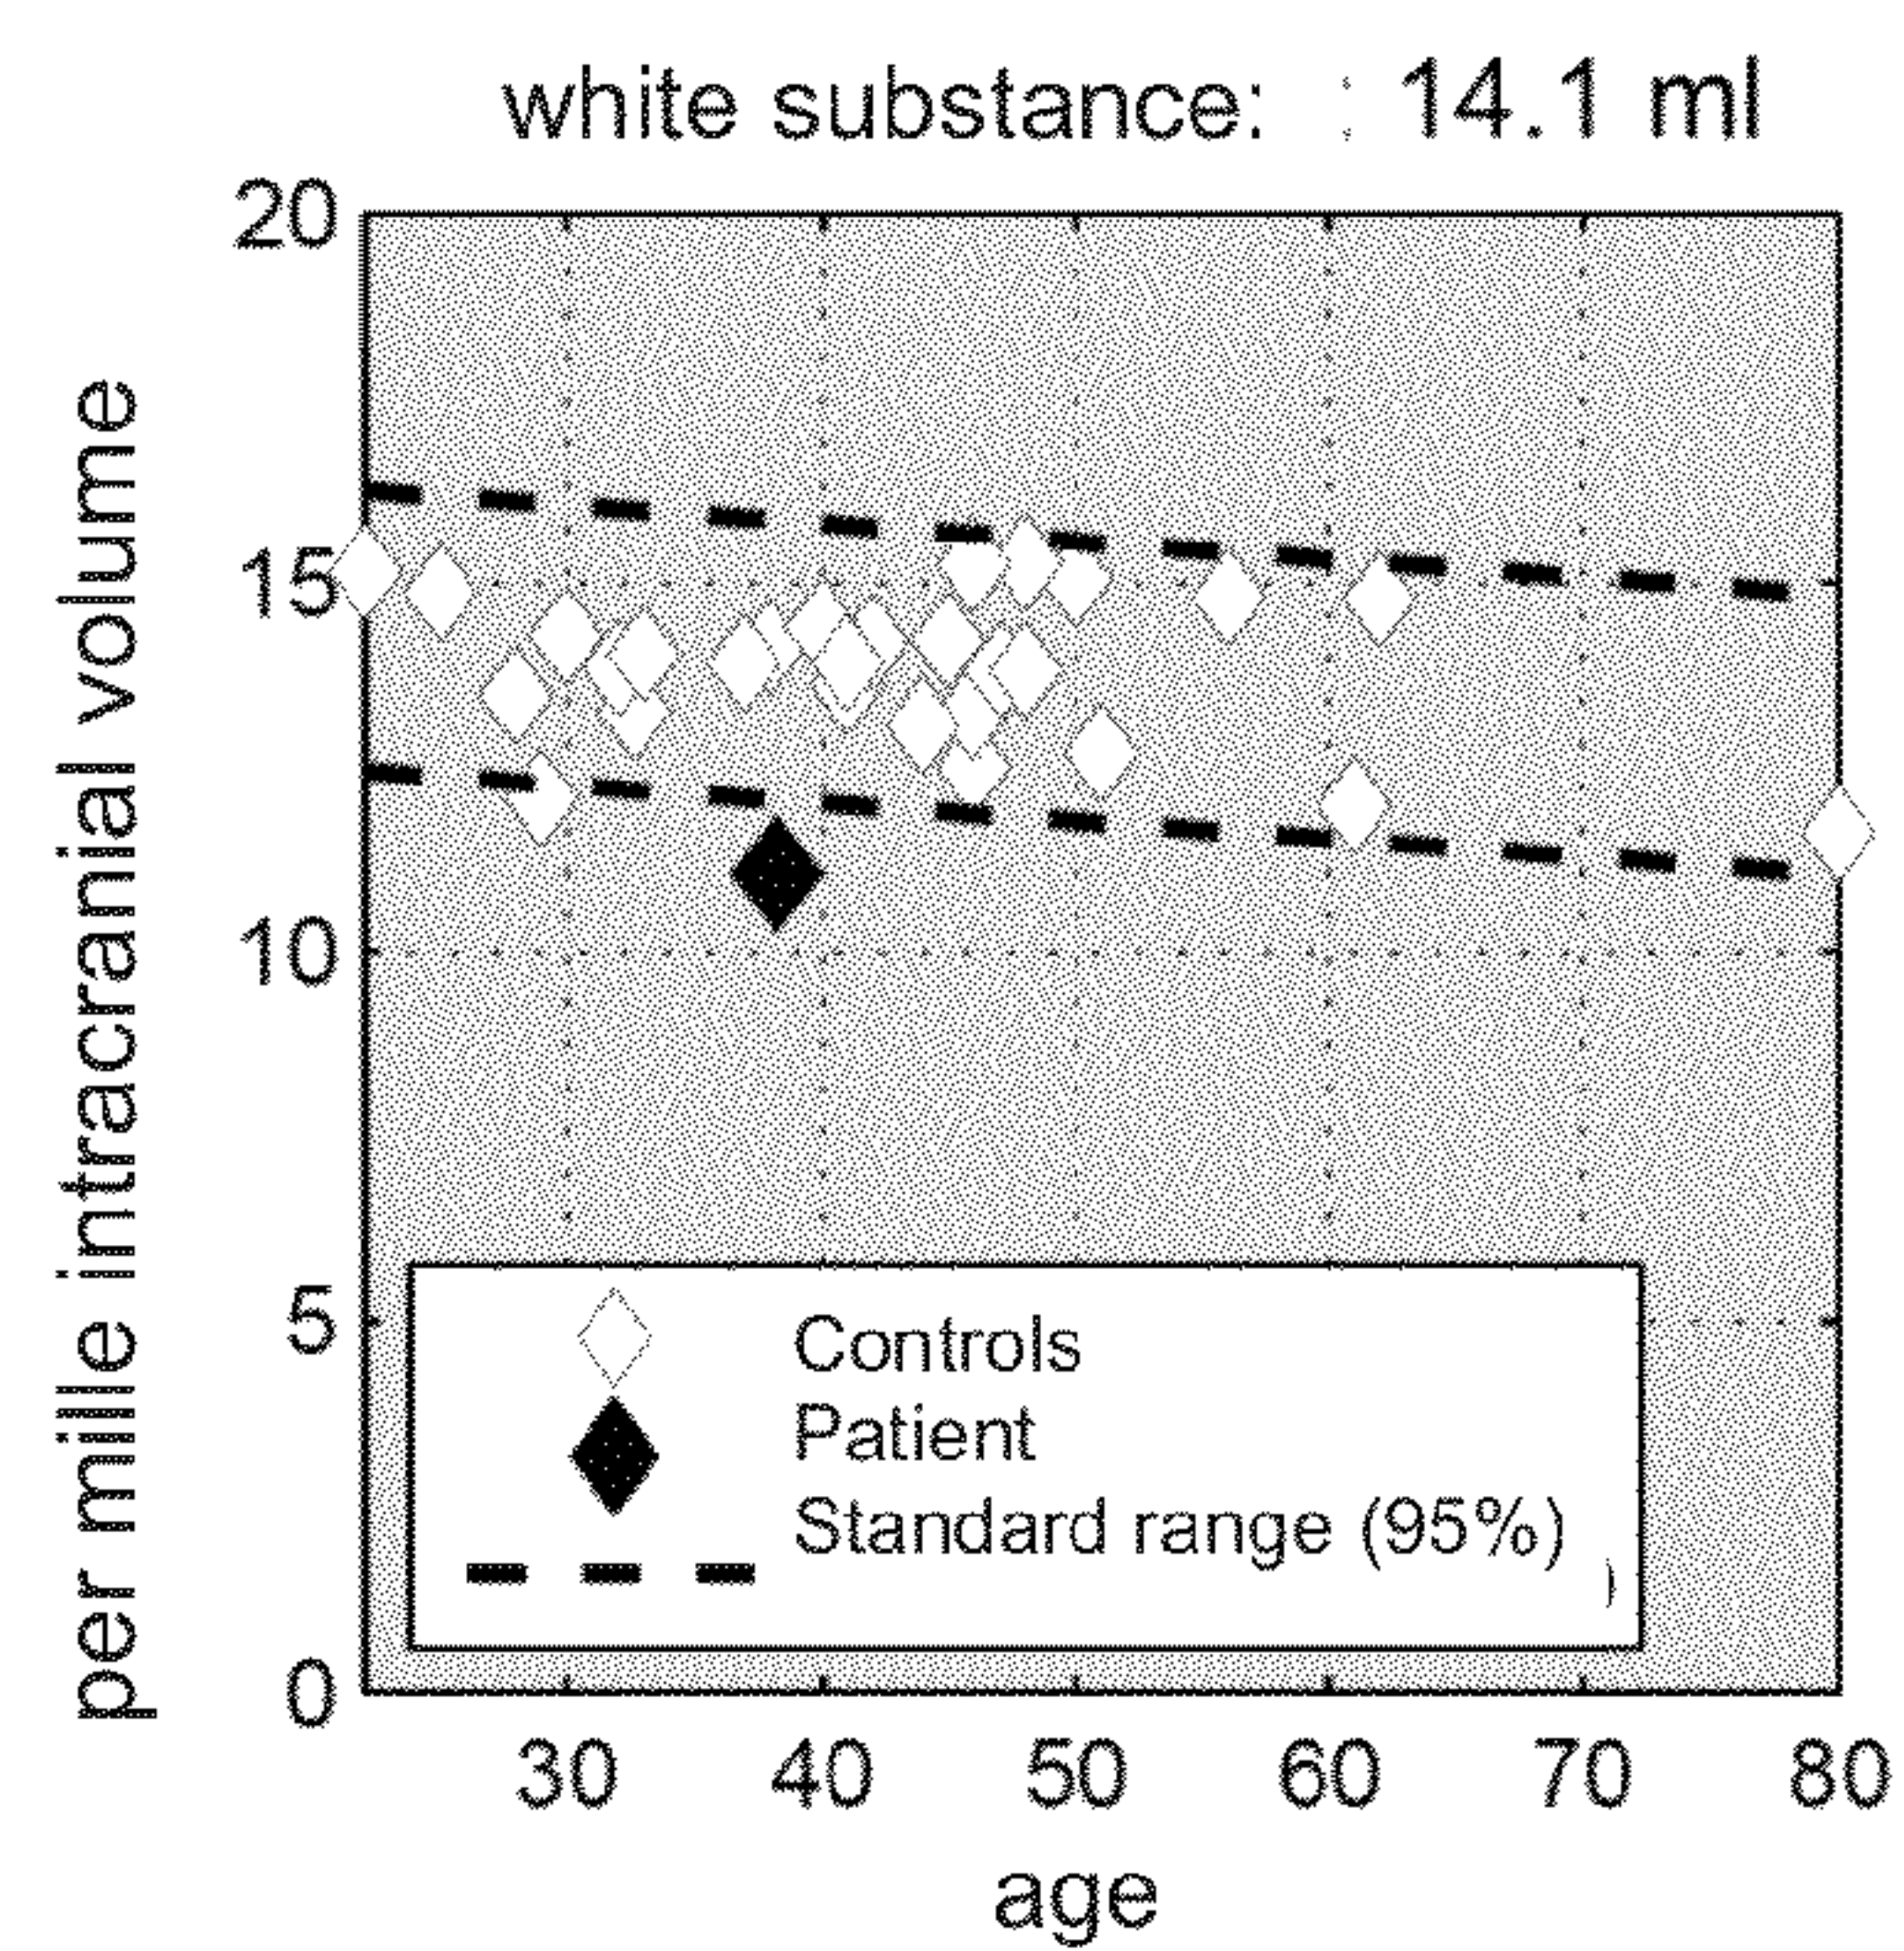 white substance: : 14.1 ml
20
15
10
5
0
per mille intracranial volume
Controls
Patient
Standard range (95%)
)
30 40 50 60 70 80
age